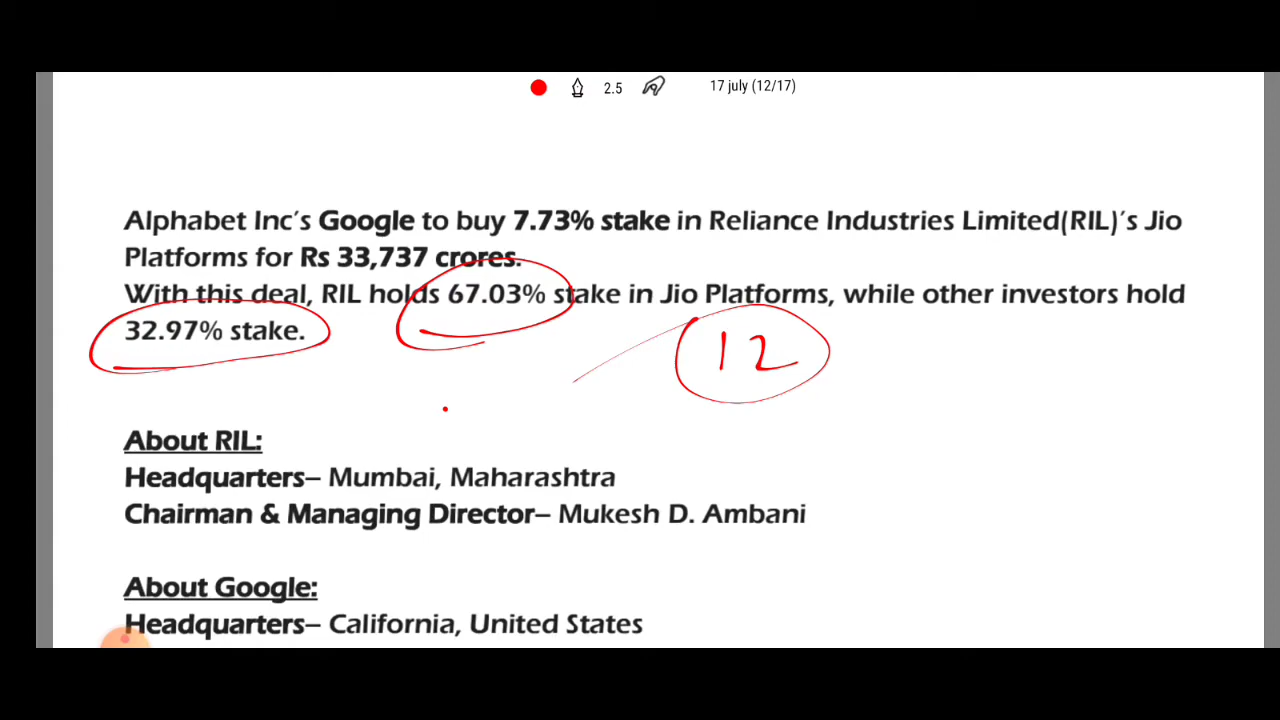 2.5 17 july (12/17)
Alphabet Inc's Google to buy 7.73% stake in Reliance Industries Limited(RIL)'s Jio
Platforms for Rs 33,737 crores.
With this deal, RIL holds 67.03% stake in Jio Platforms, while other investors hold
32.97% stake.
12
About RIL:
Headquarters– Mumbai, Maharashtra
Chairman & Managing Director– Mukesh D. Ambani
About Google:
Headquarters– California, United States